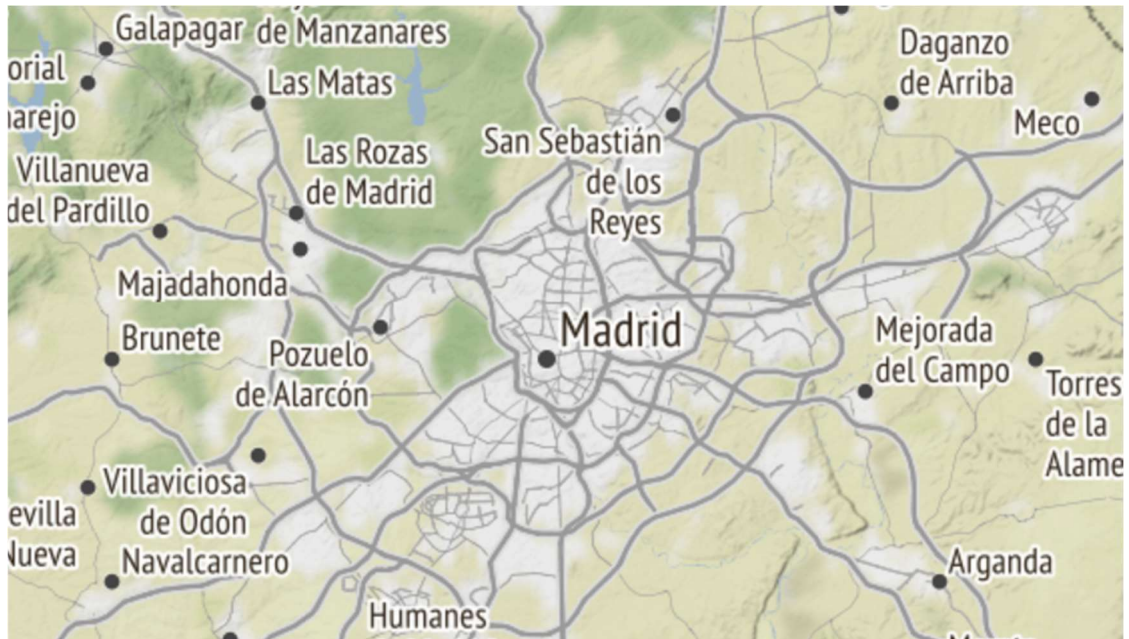 Galapagar
de Manzanares
orial
Las Matas
arejo
Daganzo
de Arriba
Meco
San Sebastián
de los
Reyes
Las Rozas
de Madrid
Villanueva
del Pardillo
Majadahonda
Brunete
Pozuelo
de Alarcón
Madrid
Mejorada
del Campo
Torres
de la
Alame
Villaviciosa
de Odón
evilla
Nueva
Navalcarnero
Arganda
Humanes